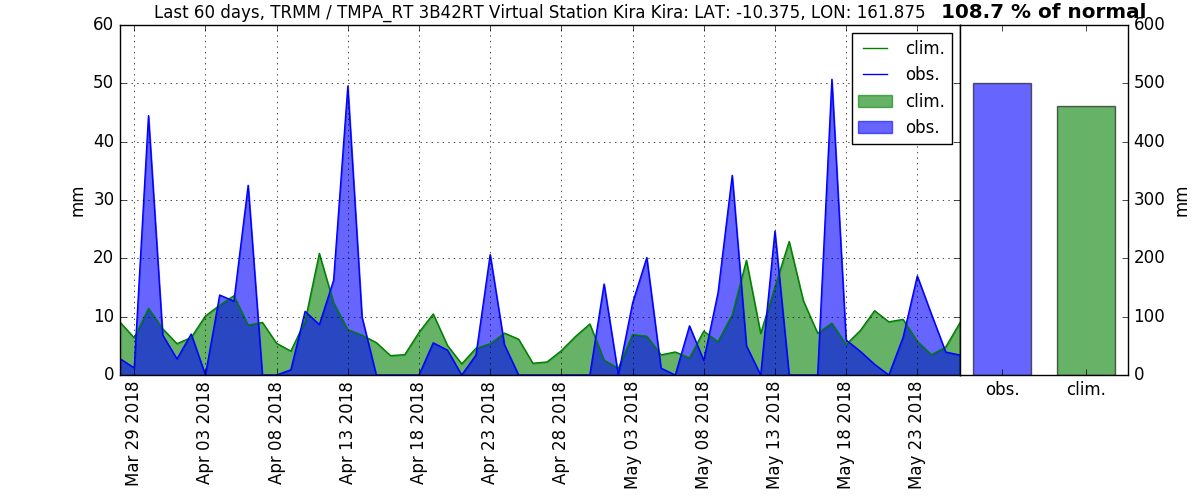 Last 60 days, TRMM / TMPA_RT 3B42RT Virtual Station Kira Kira: LAT: -10.375, LON: 161.875
108.7 % of normal
60
50
40
30
20
10
0
mm
clim.
obs.
clim.
obs.
Mar 29 2018
Apr 03 2018
Apr 08 2018
Apr 13 2018
Apr 18 2018
Apr 23 2018
Apr 28 2018
May 03 2018
May 08 2018
May 13 2018
May 18 2018
May 23 2018
600
500
400
300
200
100
0
mm
obs.
clim.